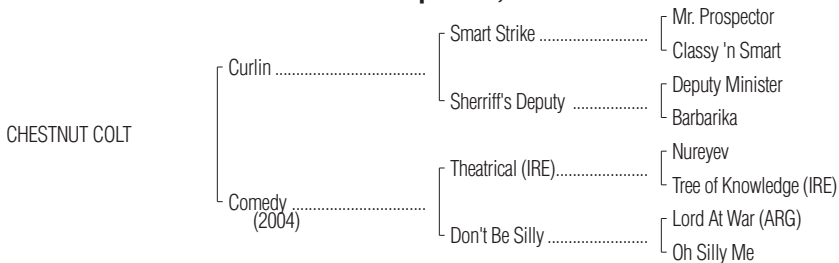 Mr. Prospector
Smart Strike ........................
Classy 'n Smart
Curlin .................................
Deputy Minister
Sherriff's Deputy .................
Barbarika
CHESTNUT COLT
Nureyev
Theatrical (IRE)....................
Tree of Knowledge (IRE)
Comedy ..............................
(2004)
Lord At War (ARG)
Don't Be Silly ......................
Oh Silly Me